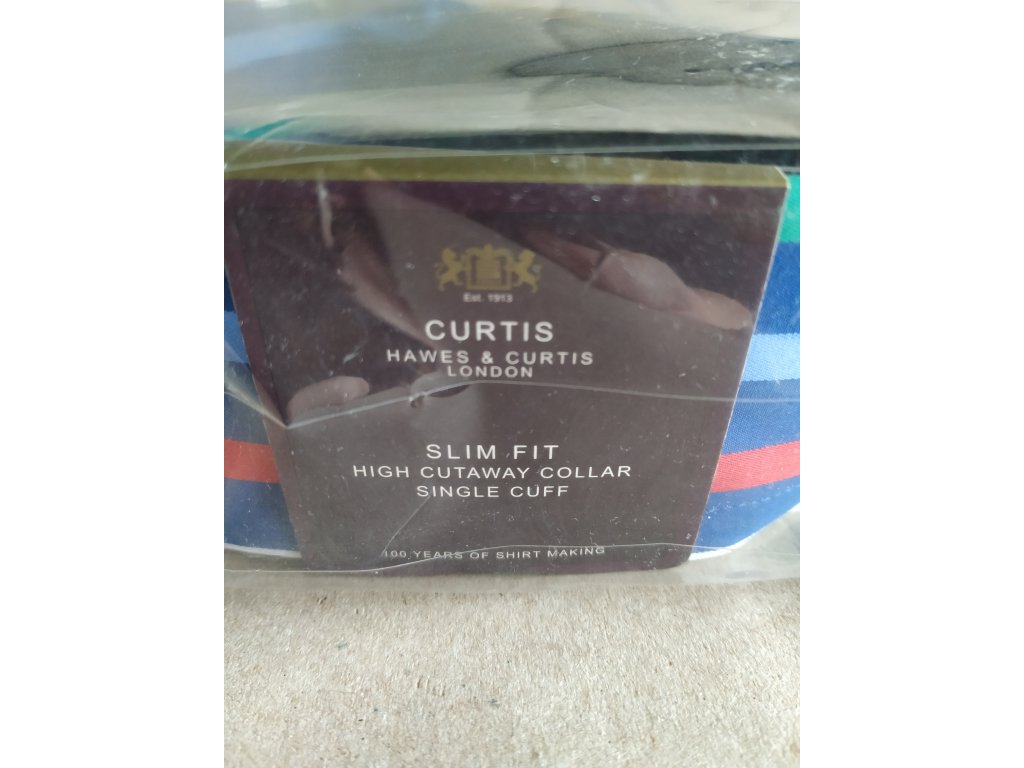 Est. 1913
CURTIS
HAWES & CURTIS
LONDON
SLIM FIT
HIGH CUTAWAY COLLAR
SINGLE CUFF
100 YEARS OF SHIRT MAKING